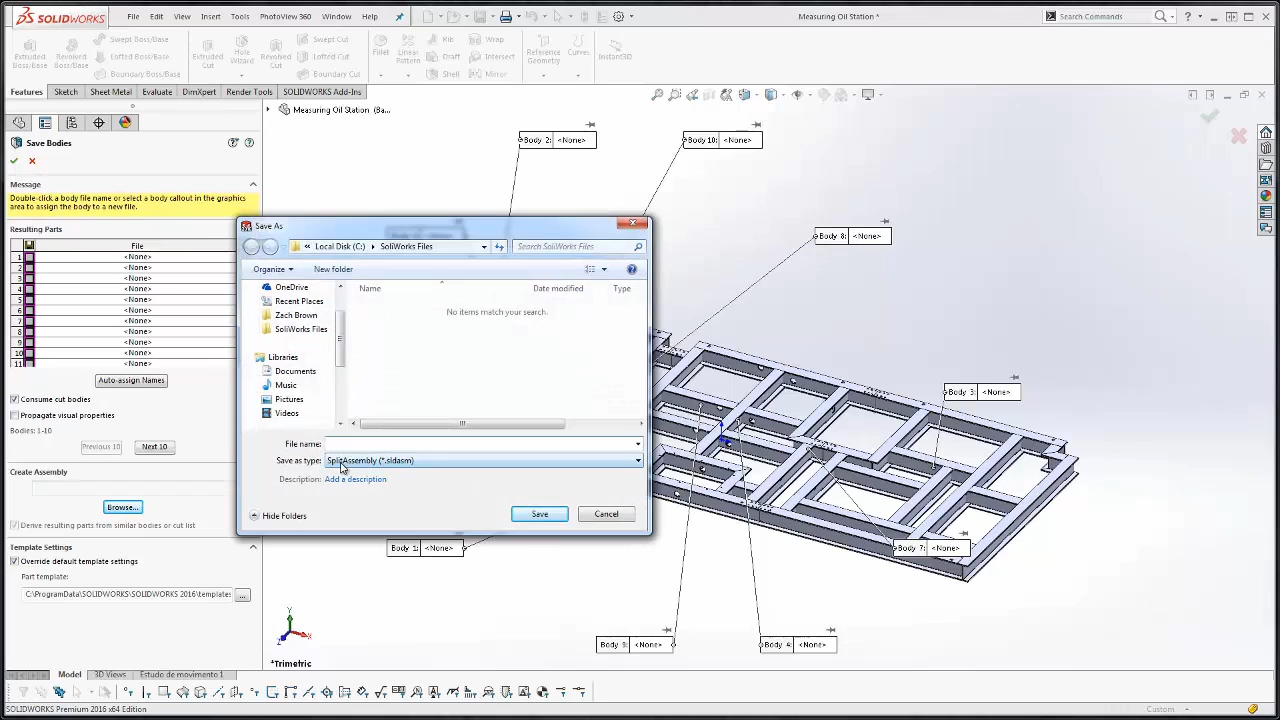 SOLIDWORKS
File
Edit
View
Insert
Tools
PhotoView 360
Window
Help
Measuring Oil Station *
Search Commands
Extruded Boss/Base
Revolved Boss/Base
Swept Boss/Base
Lofted Boss/Base
Boundary Boss/Base
Extruded Cut
Hole Wizard
Revolved Cut
Swept Cut
Lofted Cut
Boundary Cut
Fillet
Linear Pattern
Rib
Draft
Shell
Wrap
Intersect
Mirror
Reference Geometry
Curves
Instant3D
Features
Sketch
Sheet Metal
Evaluate
DimXpert
Render Tools
SOLIDWORKS Add-Ins
Measuring Oil Station (Ba...
Save Bodies
Message
Double-click a body file name or select a body callout in the graphics area to assign the body to a new file.
Resulting Parts
File
1 <None>
2 <None>
3 <None>
4 <None>
5 <None>
6 <None>
7 <None>
8 <None>
9 <None>
10 <None>
11 <None>
Auto-assign Names
Consume cut bodies
Propagate visual properties
Bodies: 1-10
Previous 10
Next 10
Create Assembly
Browse...
Derive resulting parts from similar bodies or cut list
Template Settings
Override default template settings
Part template:
C:\ProgramData\SOLIDWORKS\SOLIDWORKS 2016\templates
...
Body 2: <None>
Body 10: <None>
Body 8: <None>
Body 3: <None>
Body 7: <None>
Body 1: <None>
Body 9: <None>
Body 4: <None>
Save As
Local Disk (C:)
SoliWorks Files
Search SoliWorks Files
Organize
New folder
OneDrive
Recent Places
Zach Brown
SoliWorks Files
Libraries
Documents
Music
Pictures
Videos
Name
Date modified
Type
No items match your search.
File name:
Save as type: SplitAssembly (*.sldasm)
Description: Add a description
Hide Folders
Save
Cancel
Y
X
Z
*Trimetric
Model
3D Views
Estudo de movimento 1
SOLIDWORKS Premium 2016 x64 Edition
Custom